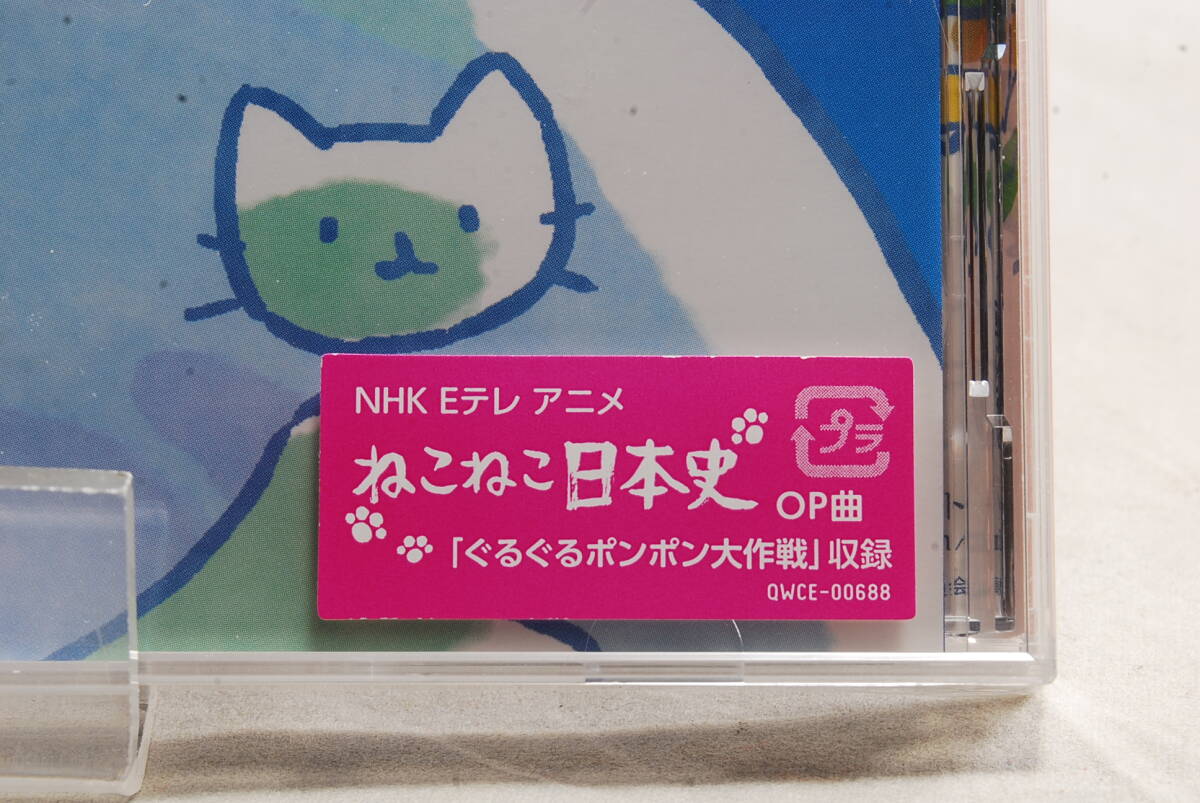 NHK Eテレ アニメ
ねこねこ日本史
プラ
OP曲
「ぐるぐるポンポン大作戦」収録
QWCE-00688